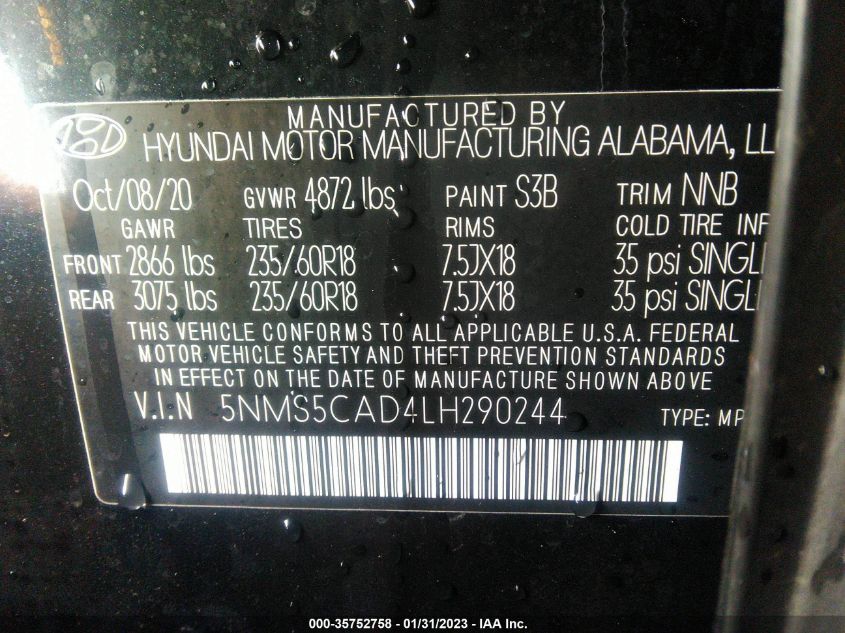 MANUFACTURED BY
HYUNDAI MOTOR MANUFACTURING ALABAMA, LLC
Oct/08/20 GVWR 4872 lbs PAINT S3B TRIM NNB
GAWR TIRES RIMS COLD TIRE INF
FRONT 2866 lbs 235/60R18 7.5JX18 35 psi SINGLE
REAR 3075 lbs 235/60R18 7.5JX18 35 psi SINGLE
THIS VEHICLE CONFORMS TO ALL APPLICABLE U.S.A. FEDERAL
MOTOR VEHICLE SAFETY AND THEFT PREVENTION STANDARDS
IN EFFECT ON THE DATE OF MANUFACTURE SHOWN ABOVE
V.I.N 5NMS5CAD4LH290244 TYPE: MP
000-35752758 - 01/31/2023 - IAA Inc.